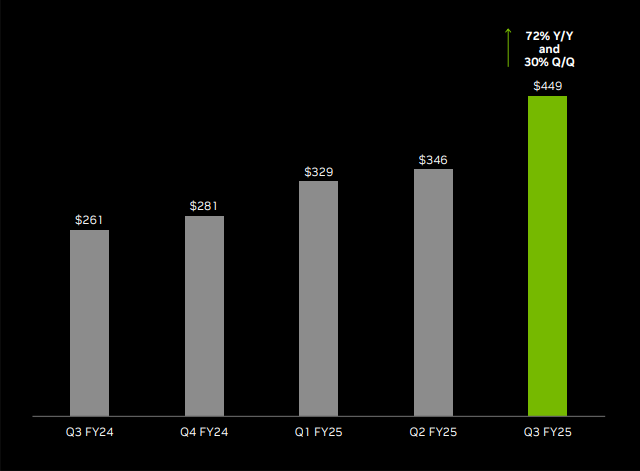 72% Y/Y
and
30% Q/Q
$449
$346
$329
$281
$261
Q3 FY24
Q4 FY24
Q1 FY25
Q2 FY25
Q3 FY25